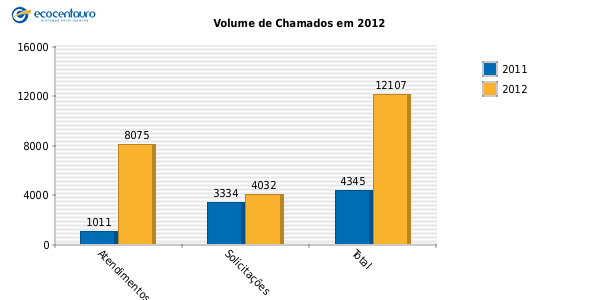 ecocentauro
Volume de Chamados em 2012
16000
12000
8000
4000
0
1011
8075
3334
4032
4345
12107
Atendimentos
Solicitações
Total
2011
2012